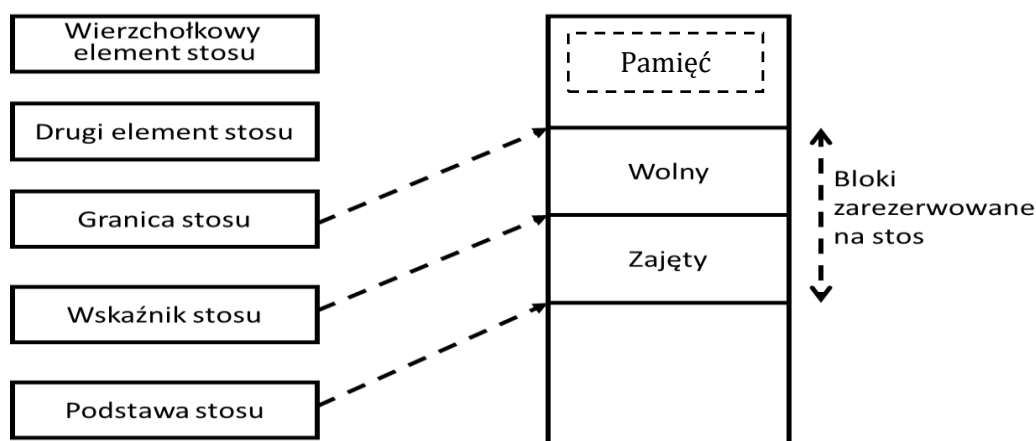 Wierzchołkowy
element stosu
Drugi element stosu
Granica stosu
Wskaźnik stosu
Podstawa stosu
Pamięć
Wolny
Zajęty
Bloki
zarezerwowane
na stos